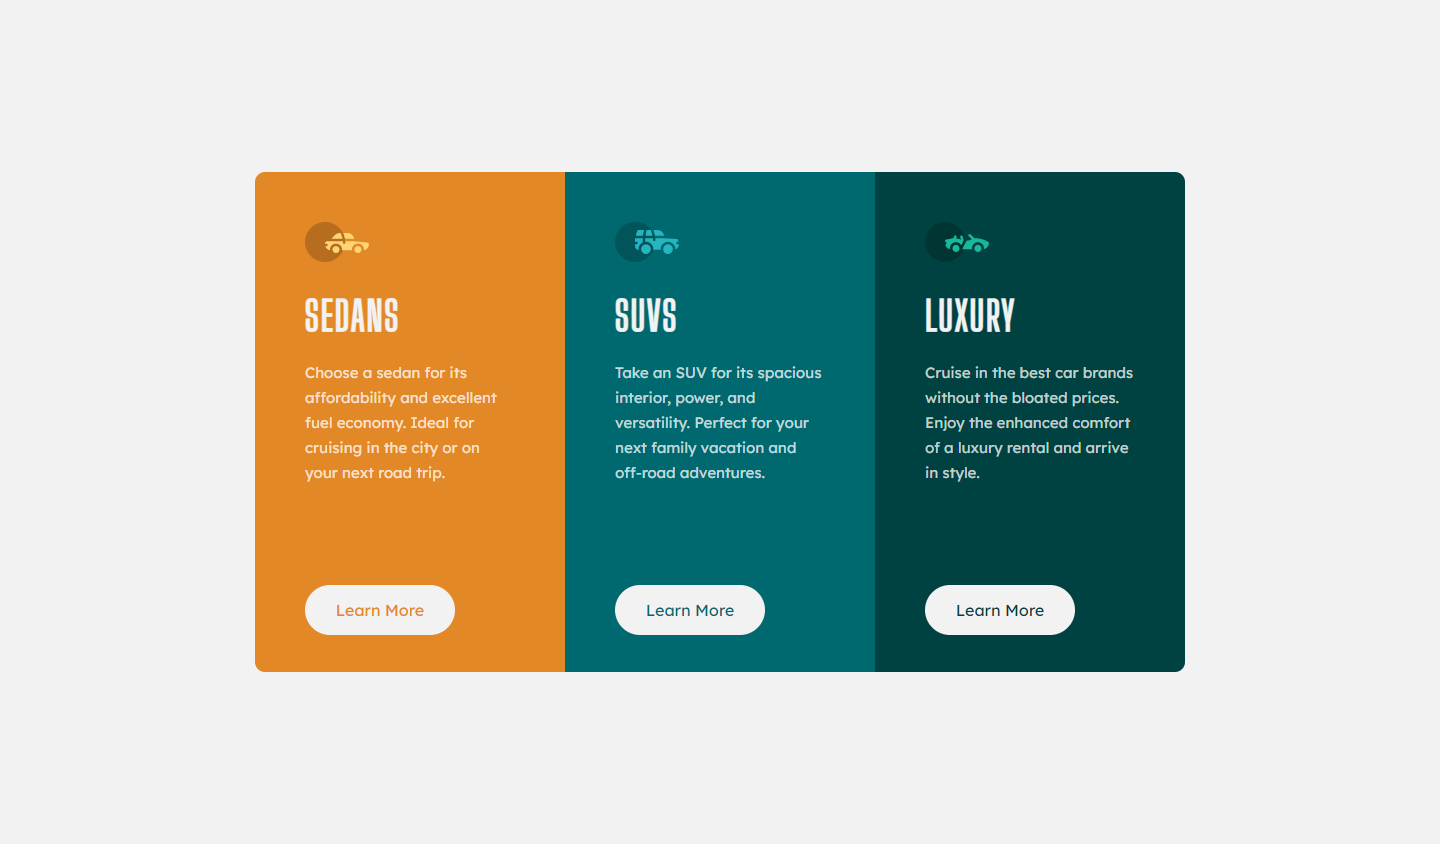 SEDANS
Choose a sedan for its
affordability and excellent
fuel economy. Ideal for
cruising in the city or on
your next road trip.
Learn More
SUVS
Take an SUV for its spacious
interior, power, and
versatility. Perfect for your
next family vacation and
off-road adventures.
Learn More
LUXURY
Cruise in the best car brands
without the bloated prices.
Enjoy the enhanced comfort
of a luxury rental and arrive
in style.
Learn More